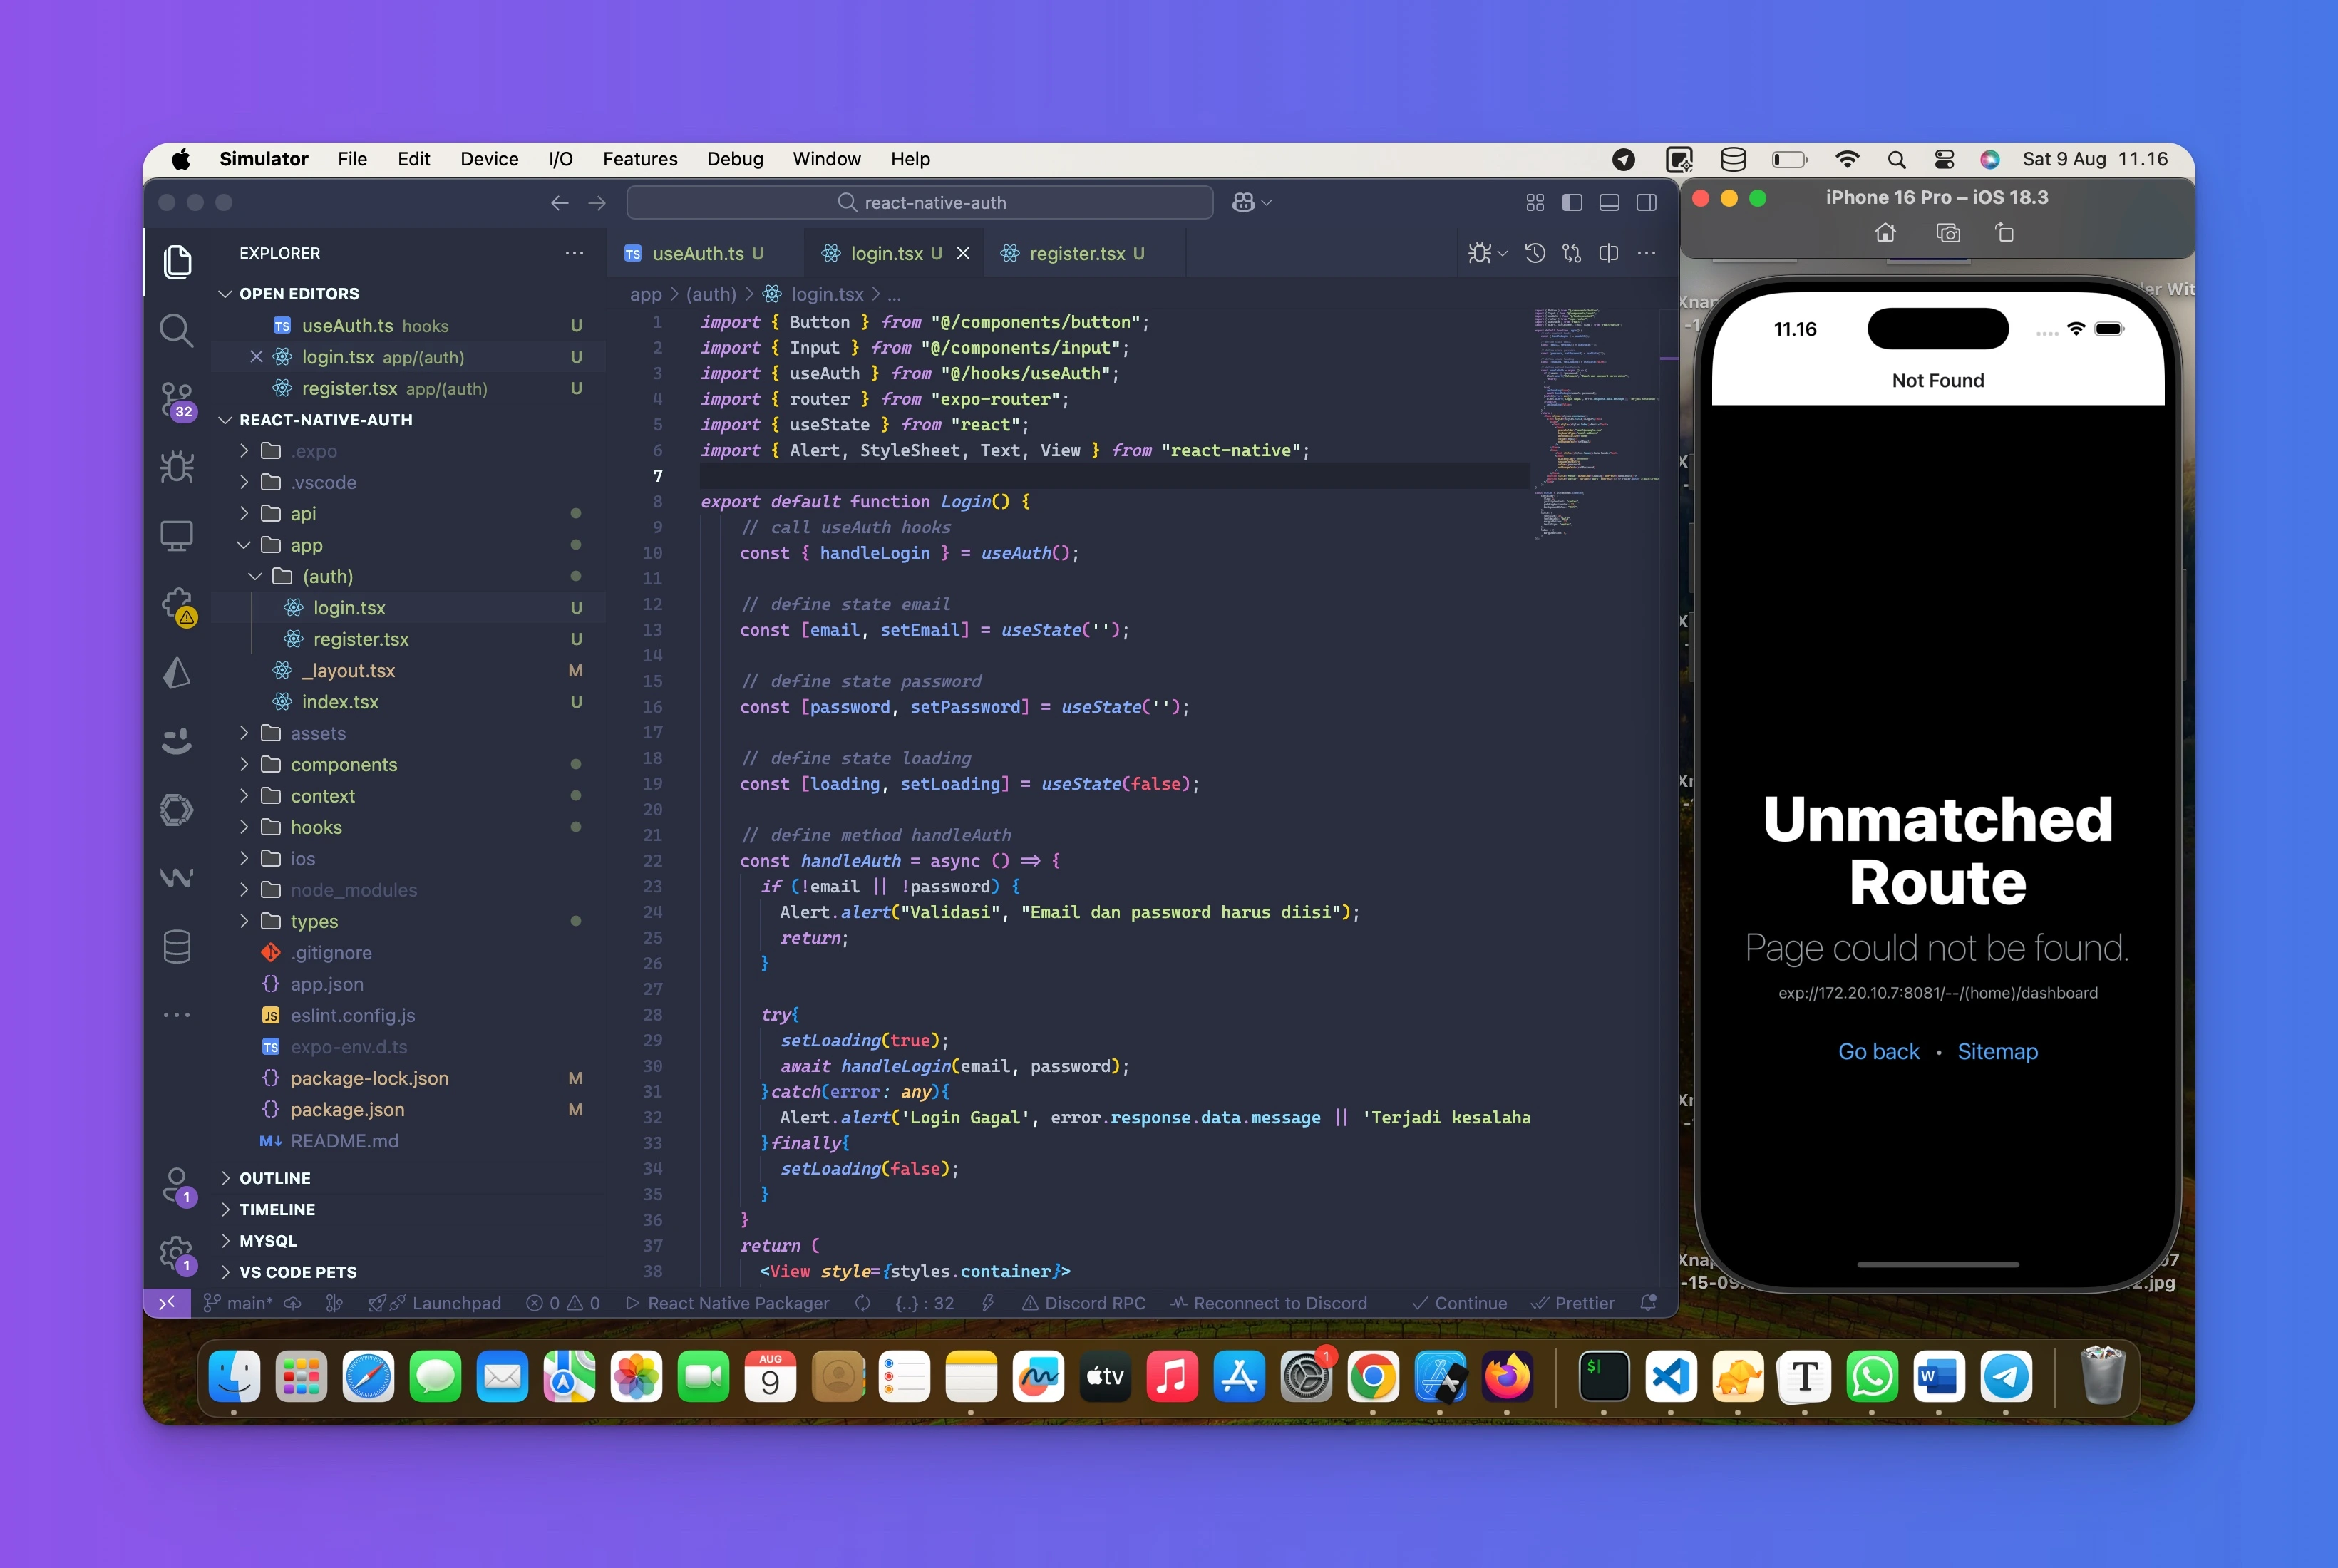 Simulator File Edit Device I/O Features Debug Window Help
Sat 9 Aug 11.16
react-native-auth
EXPLORER
OPEN EDITORS
TS useAuth.ts hooks U
login.tsx app/(auth) U
register.tsx app/(auth) U
REACT-NATIVE-AUTH
.expo
.vscode
api
app
(auth)
login.tsx U
register.tsx U
_layout.tsx M
index.tsx U
assets
components
context
hooks
ios
node_modules
types
.gitignore
{} app.json
JS eslint.config.js
TS expo-env.d.ts
{} package-lock.json M
{} package.json M
M↓ README.md
OUTLINE
TIMELINE
MYSQL
VS CODE PETS
32
1
1
TS useAuth.ts U
login.tsx U
register.tsx U
app > (auth) > login.tsx > ...
1 import { Button } from "@/components/button";
2 import { Input } from "@/components/input";
3 import { useAuth } from "@/hooks/useAuth";
4 import { router } from "expo-router";
5 import { useState } from "react";
6 import { Alert, StyleSheet, Text, View } from "react-native";
7
8 export default function Login() {
9 // call useAuth hooks
10 const { handleLogin } = useAuth();
11
12 // define state email
13 const [email, setEmail] = useState('');
14
15 // define state password
16 const [password, setPassword] = useState('');
17
18 // define state loading
19 const [loading, setLoading] = useState(false);
20
21 // define method handleAuth
22 const handleAuth = async () => {
23 if (!email || !password) {
24 Alert.alert("Validasi", "Email dan password harus diisi");
25 return;
26 }
27
28 try{
29 setLoading(true);
30 await handleLogin(email, password);
31 }catch(error: any){
32 Alert.alert('Login Gagal', error.response.data.message || 'Terjadi kesalaha
33 }finally{
34 setLoading(false);
35 }
36 }
37 return (
38 <View style={styles.container}>
main* Launchpad 0 0 React Native Packager {..} : 32 Discord RPC Reconnect to Discord Continue Prettier
iPhone 16 Pro – iOS 18.3
11.16
Not Found
Unmatched
Route
Page could not be found.
exp://172.20.10.7:8081/--/(home)/dashboard
Go back • Sitemap
AUG
9
tv
1
$
T
W